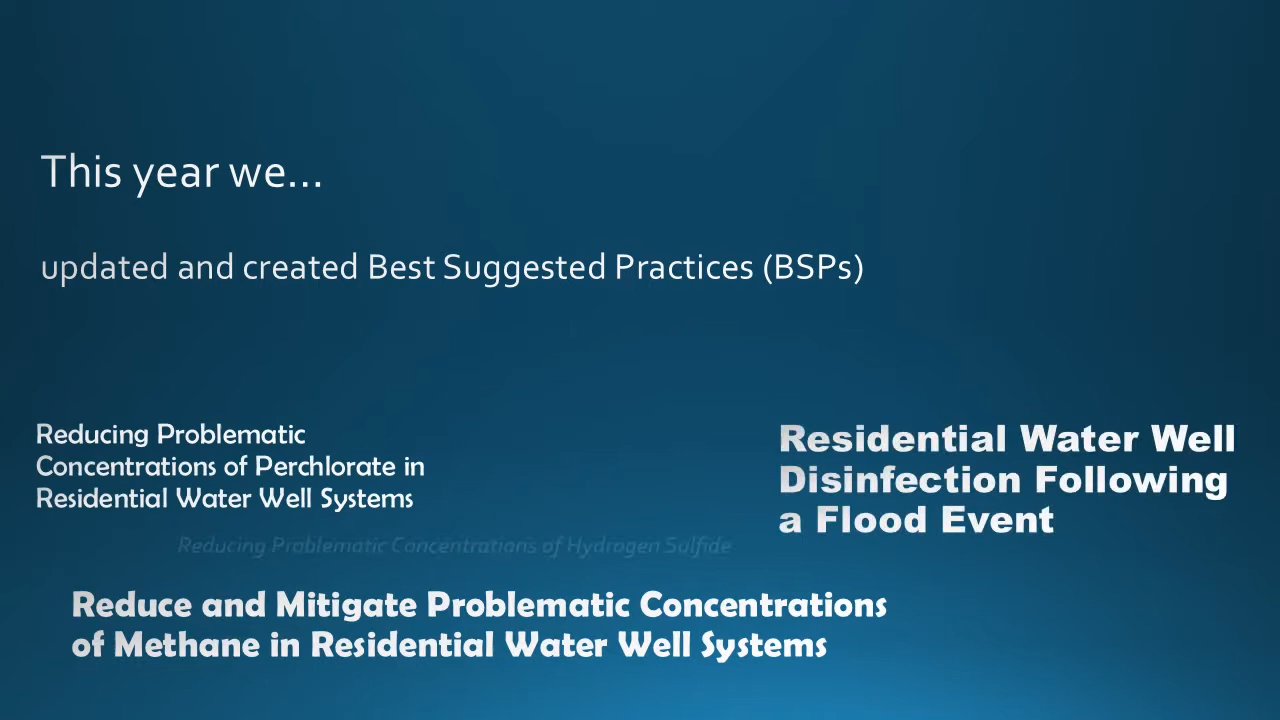 This year we...
updated and created Best Suggested Practices (BSPs)
Reducing Problematic
Concentrations of Perchlorate in
Residential Water Well Systems
Residential Water Well
Disinfection Following
a Flood Event
Reducing Problematic Concentrations of Hydrogen Sulfide
Reduce and Mitigate Problematic Concentrations
of Methane in Residential Water Well Systems